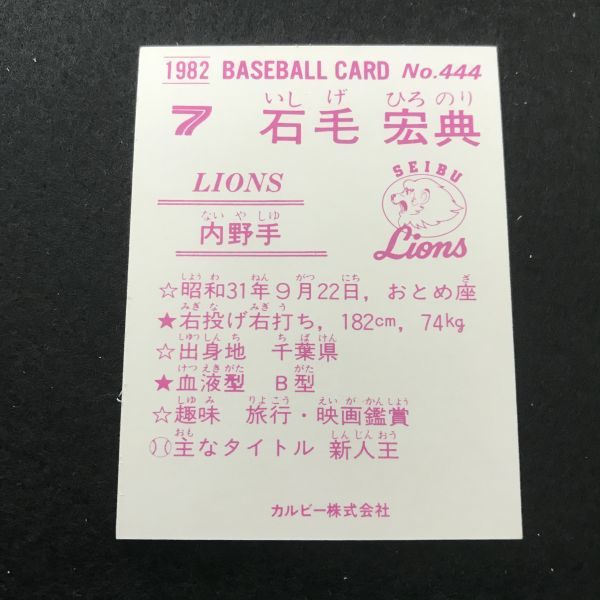 1982 BASEBALL CARD No.444
いし げ ひろ のり
7 石毛 宏典
SEIBU
Lions
LIONS
ない や しゆ
内野手
しょう わ ねん がつ にち ざ
☆昭和31年9月22日, おとめ座
みぎ な みぎ う
★右投げ右打ち, 182cm, 74kg
しゅつ しん ち ち ば けん
☆出身地 千葉県
けつ えき がた がた
★血液型 B型
しゅ み りよ こう えい が かん しょう
☆趣味 旅行・映画鑑賞
おも しん じん おう
主なタイトル 新人王
カルビー株式会社